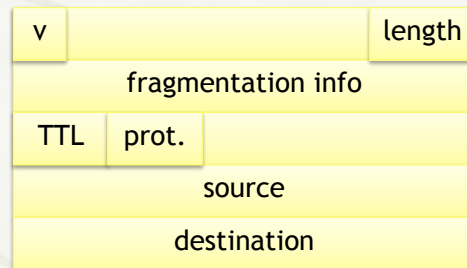 v length
fragmentation info
TTL prot.
source
destination